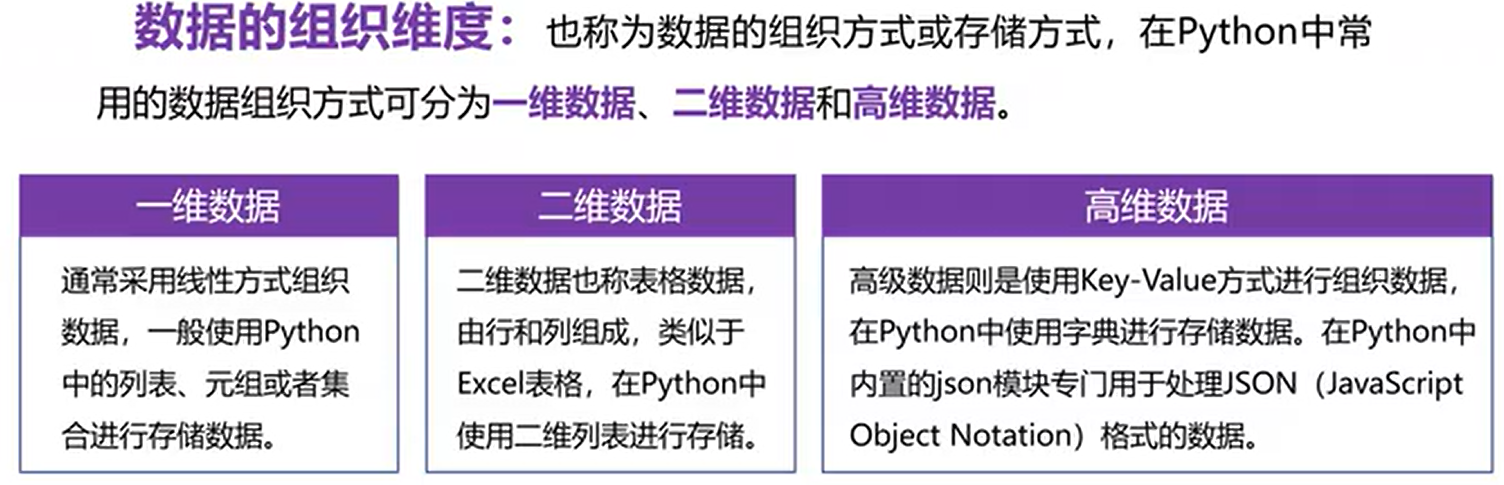 数据的组织维度：也称为数据的组织方式或存储方式，在Python中常
用的数据组织方式可分为一维数据、二维数据和高维数据。
一维数据
通常采用线性方式组织
数据，一般使用Python
中的列表、元组或者集
合进行存储数据。
二维数据
二维数据也称表格数据，
由行和列组成，类似于
Excel表格，在Python中
使用二维列表进行存储。
高维数据
高级数据则是使用Key-Value方式进行组织数据，
在Python中使用字典进行存储数据。在Python中
内置的json模块专门用于处理JSON（JavaScript
Object Notation）格式的数据。